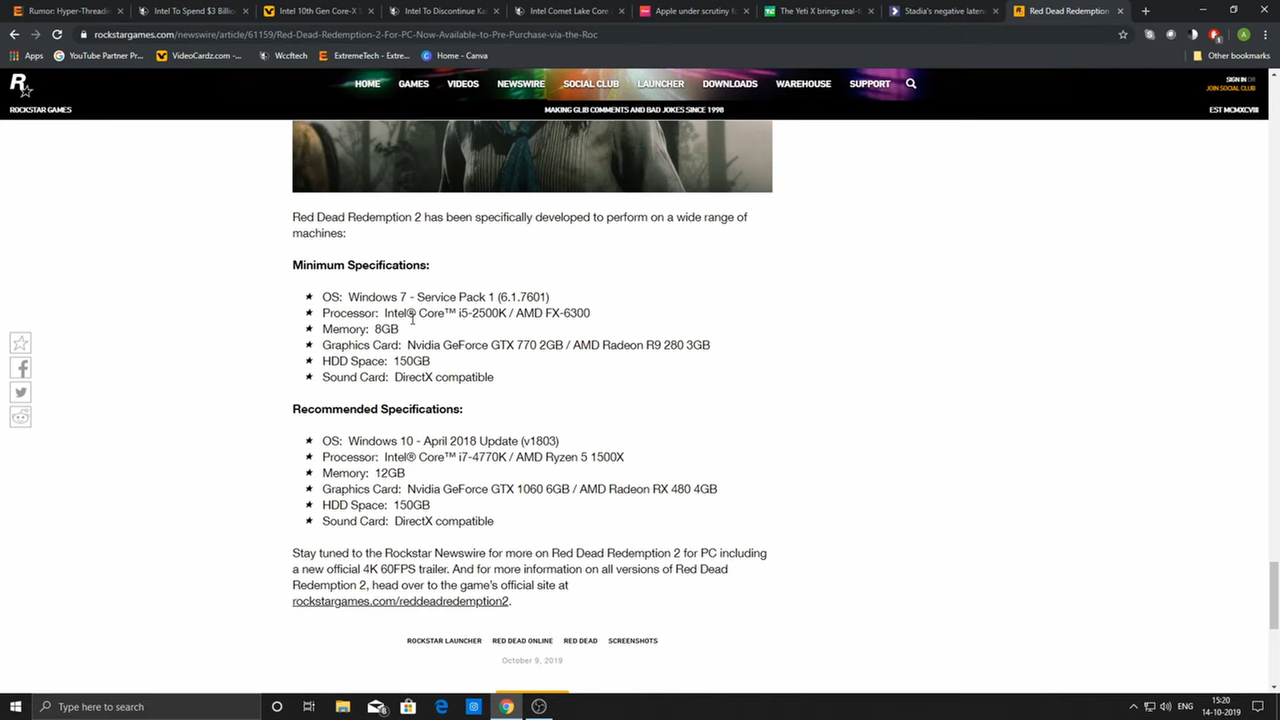 Rumor: Hyper-Threadin
Intel To Spend $3 Billio
Intel 10th Gen Core-X
Intel To Discontinue Ka
Intel Comet Lake Core
Apple under scrutiny fo
The Yeti X brings real-ti
Stadia's negative laten
Red Dead Redemption
rockstargames.com/newswire/article/61159/Red-Dead-Redemption-2-For-PC-Now-Available-to-Pre-Purchase-via-the-Roc
Apps YouTube Partner Pr... VideoCardz.com -... Wccftech ExtremeTech - Extre... Home - Canva Other bookmarks
HOME GAMES VIDEOS NEWSWIRE SOCIAL CLUB LAUNCHER DOWNLOADS WAREHOUSE SUPPORT
SIGN IN OR
JOIN SOCIAL CLUB
ROCKSTAR GAMES MAKING GLIB COMMENTS AND BAD JOKES SINCE 1998 EST MCMXCVIII
Red Dead Redemption 2 has been specifically developed to perform on a wide range of
machines:
Minimum Specifications:
OS: Windows 7 - Service Pack 1 (6.1.7601)
Processor: Intel® Core™ i5-2500K / AMD FX-6300
Memory: 8GB
Graphics Card: Nvidia GeForce GTX 770 2GB / AMD Radeon R9 280 3GB
HDD Space: 150GB
Sound Card: DirectX compatible
Recommended Specifications:
OS: Windows 10 - April 2018 Update (v1803)
Processor: Intel® Core™ i7-4770K / AMD Ryzen 5 1500X
Memory: 12GB
Graphics Card: Nvidia GeForce GTX 1060 6GB / AMD Radeon RX 480 4GB
HDD Space: 150GB
Sound Card: DirectX compatible
Stay tuned to the Rockstar Newswire for more on Red Dead Redemption 2 for PC including
a new official 4K 60FPS trailer. And for more information on all versions of Red Dead
Redemption 2, head over to the game's official site at
rockstargames.com/reddeadredemption2.
ROCKSTAR LAUNCHER RED DEAD ONLINE RED DEAD SCREENSHOTS
October 9, 2019
Type here to search
ENG
15:20
14-10-2019